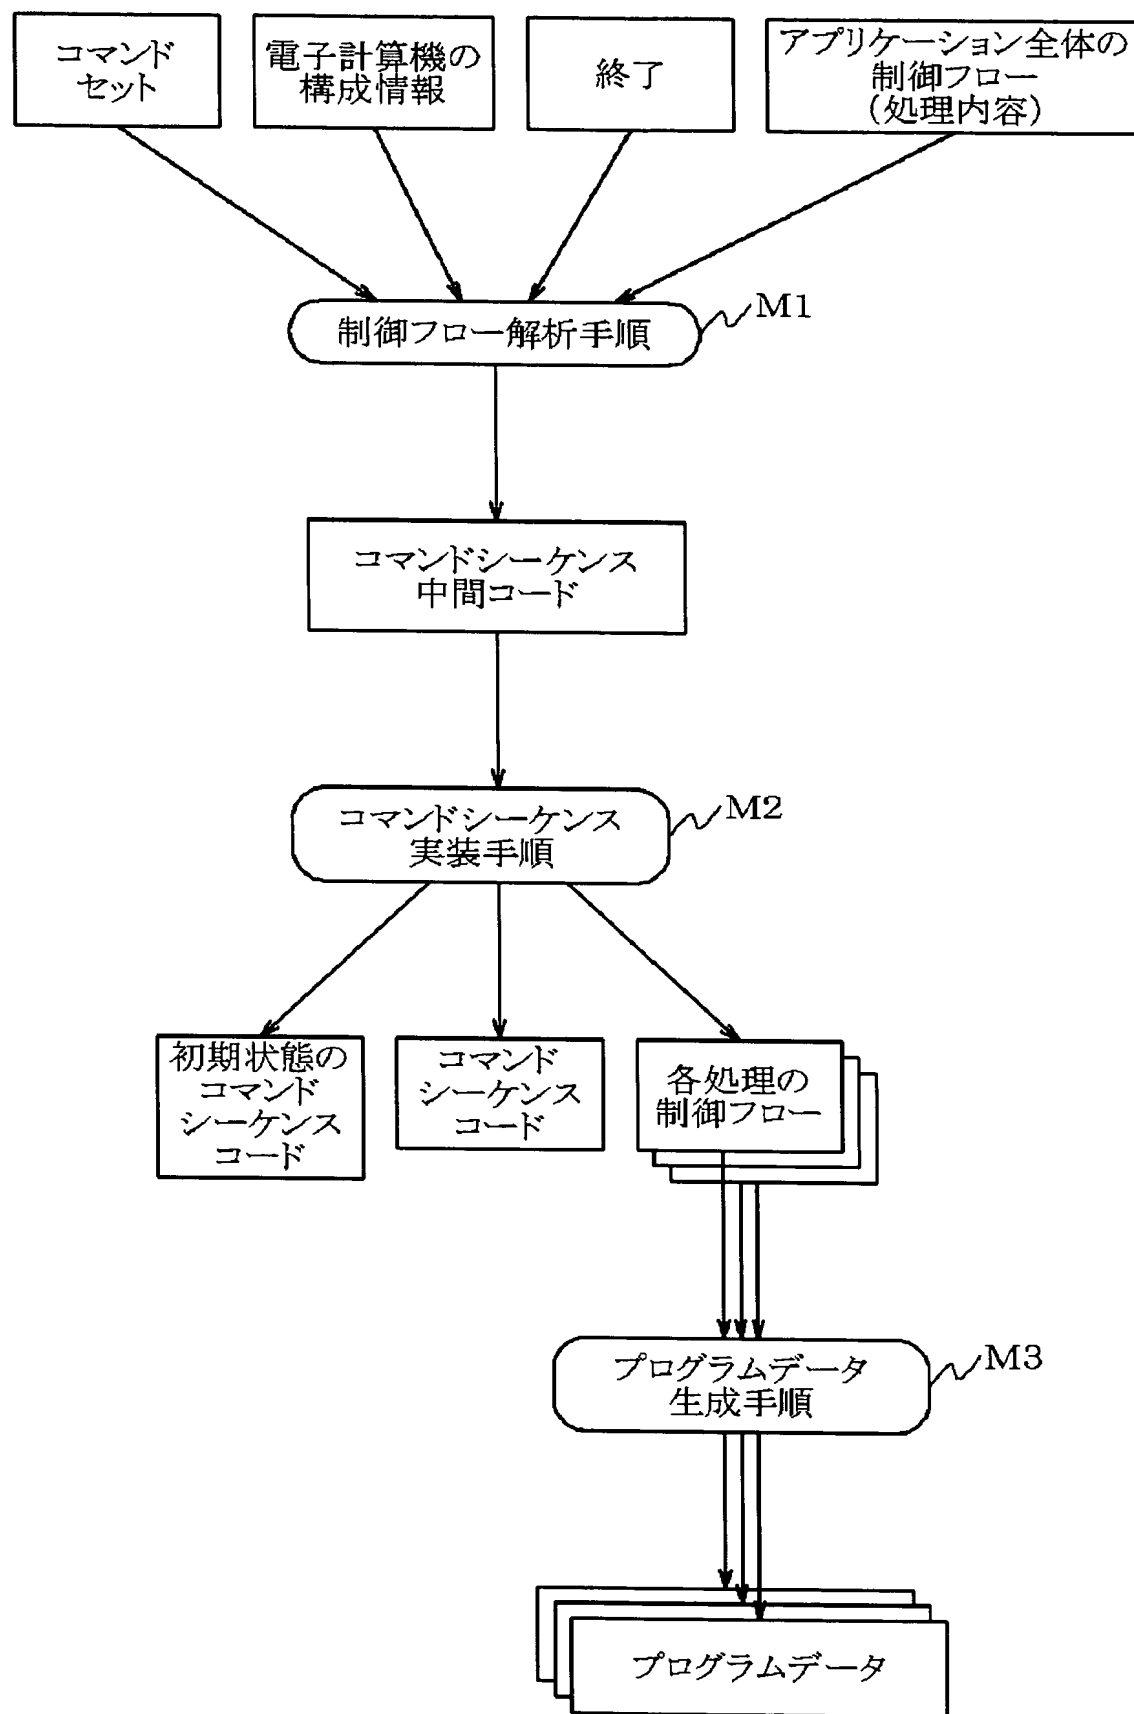 コマンド
セット
電子計算機の
構成情報
終了
アプリケーション全体の
制御フロー
(処理内容)
制御フロー解析手順
M1
コマンドシーケンス
中間コード
コマンドシーケンス
実装手順
M2
初期状態の
コマンド
シーケンス
コード
コマンド
シーケンス
コード
各処理の
制御フロー
プログラムデータ
生成手順
M3
プログラムデータ